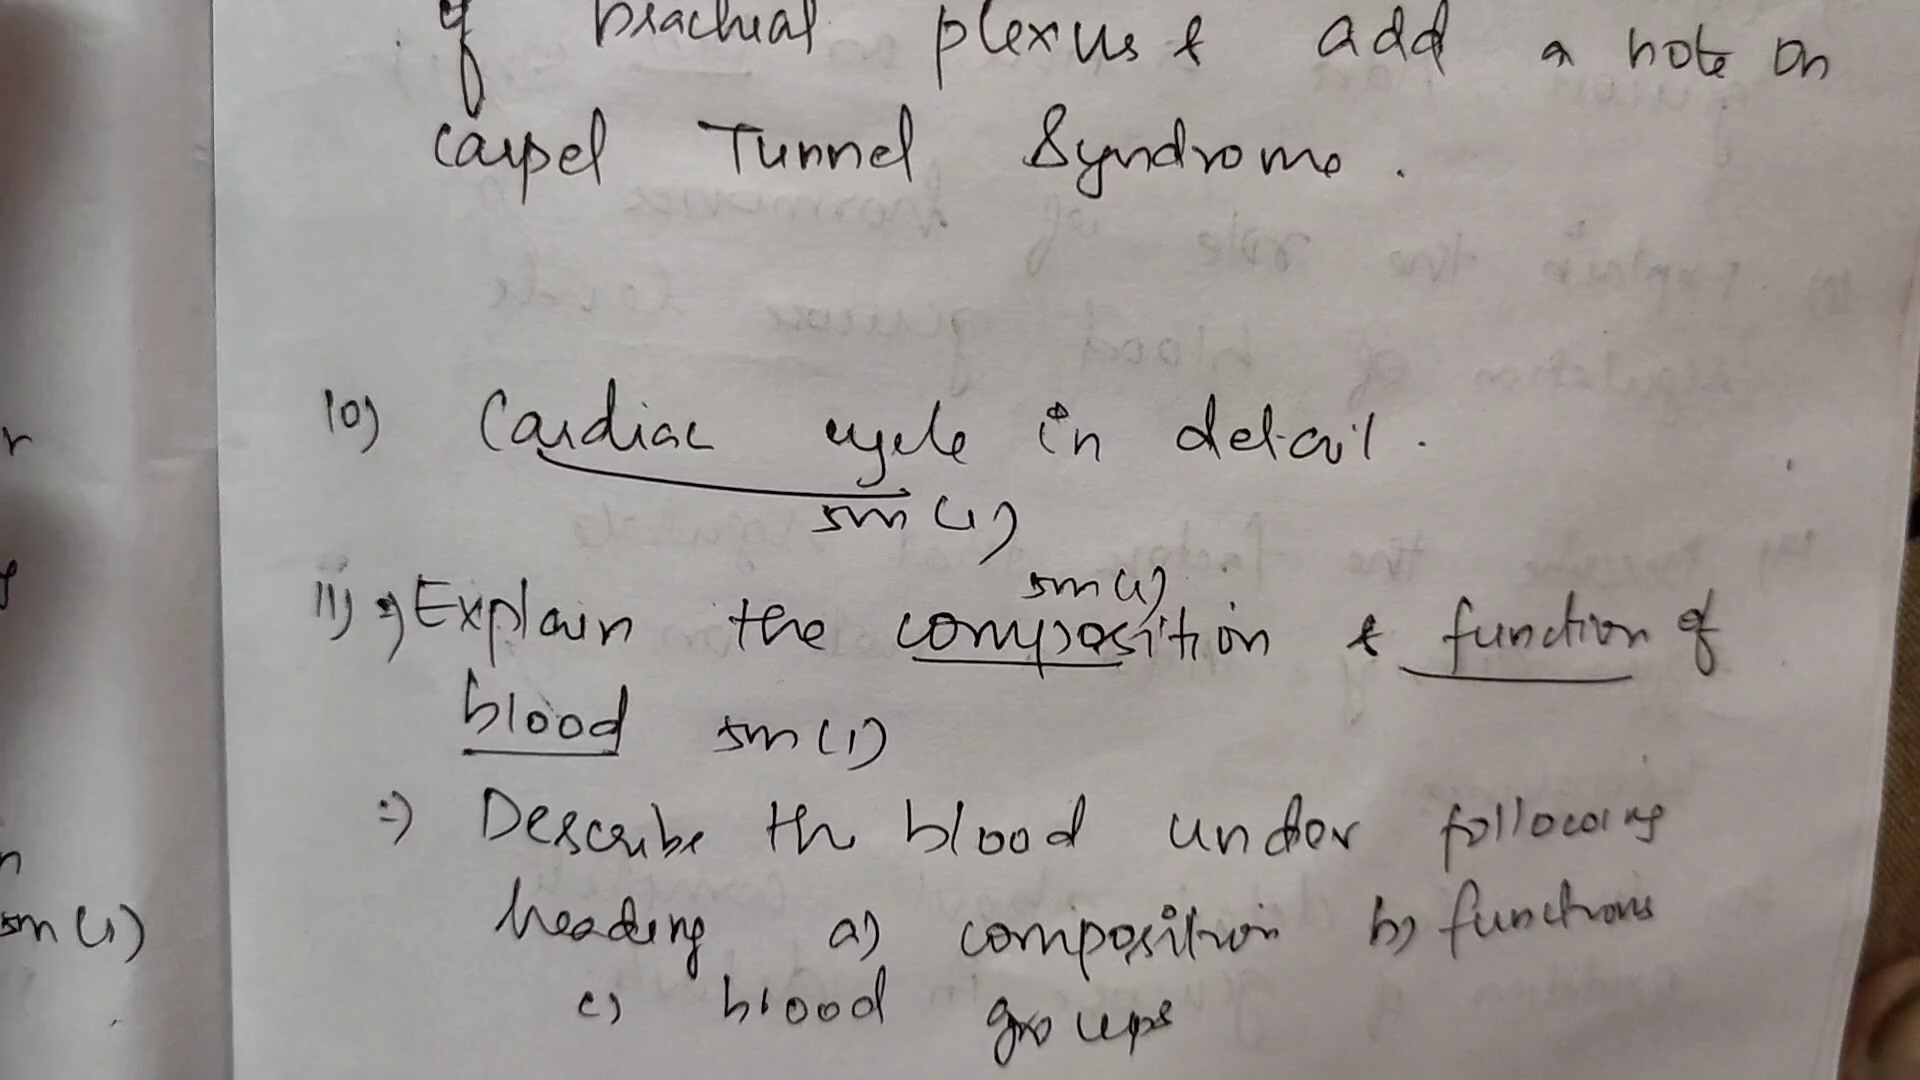 of brachial plexus & add a note on
carpel Tunnel Syndrome.
10) Cardiac cycle in detail.
5m (1)
5m (1)
11) Explain the composition & function of
blood 5m (1)
Describe the blood under following
heading a) composition b) functions
c) blood groups
5m (1)